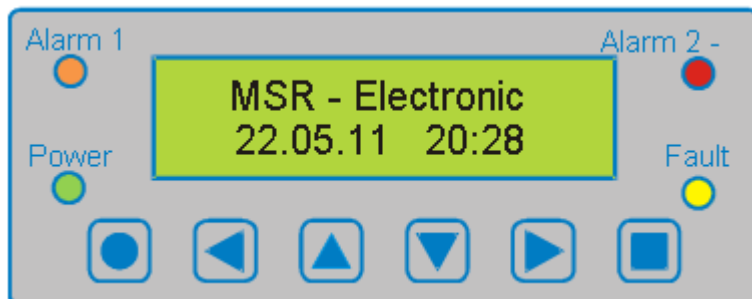 Alarm 1
Alarm 2 -
MSR - Electronic
22.05.11 20:28
Power
Fault